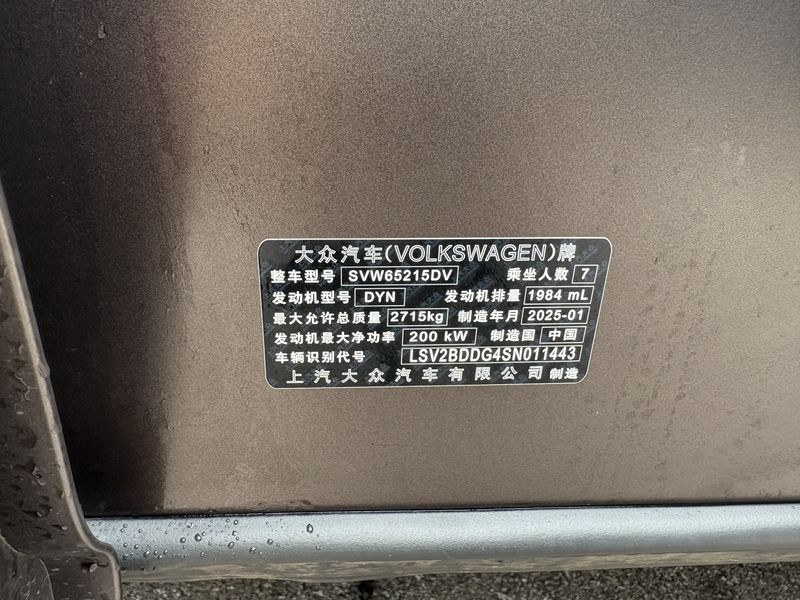 大众汽车(VOLKSWAGEN)牌
整车型号 SVW65215DV 乘坐人数 7
发动机型号 DYN 发动机排量 1984 mL
最大允许总质量 2715kg 制造年月 2025-01
发动机最大净功率 200 kW 制造国 中国
车辆识别代号 LSV2BDDG4SN011443
上汽大众汽车有限公司 制造